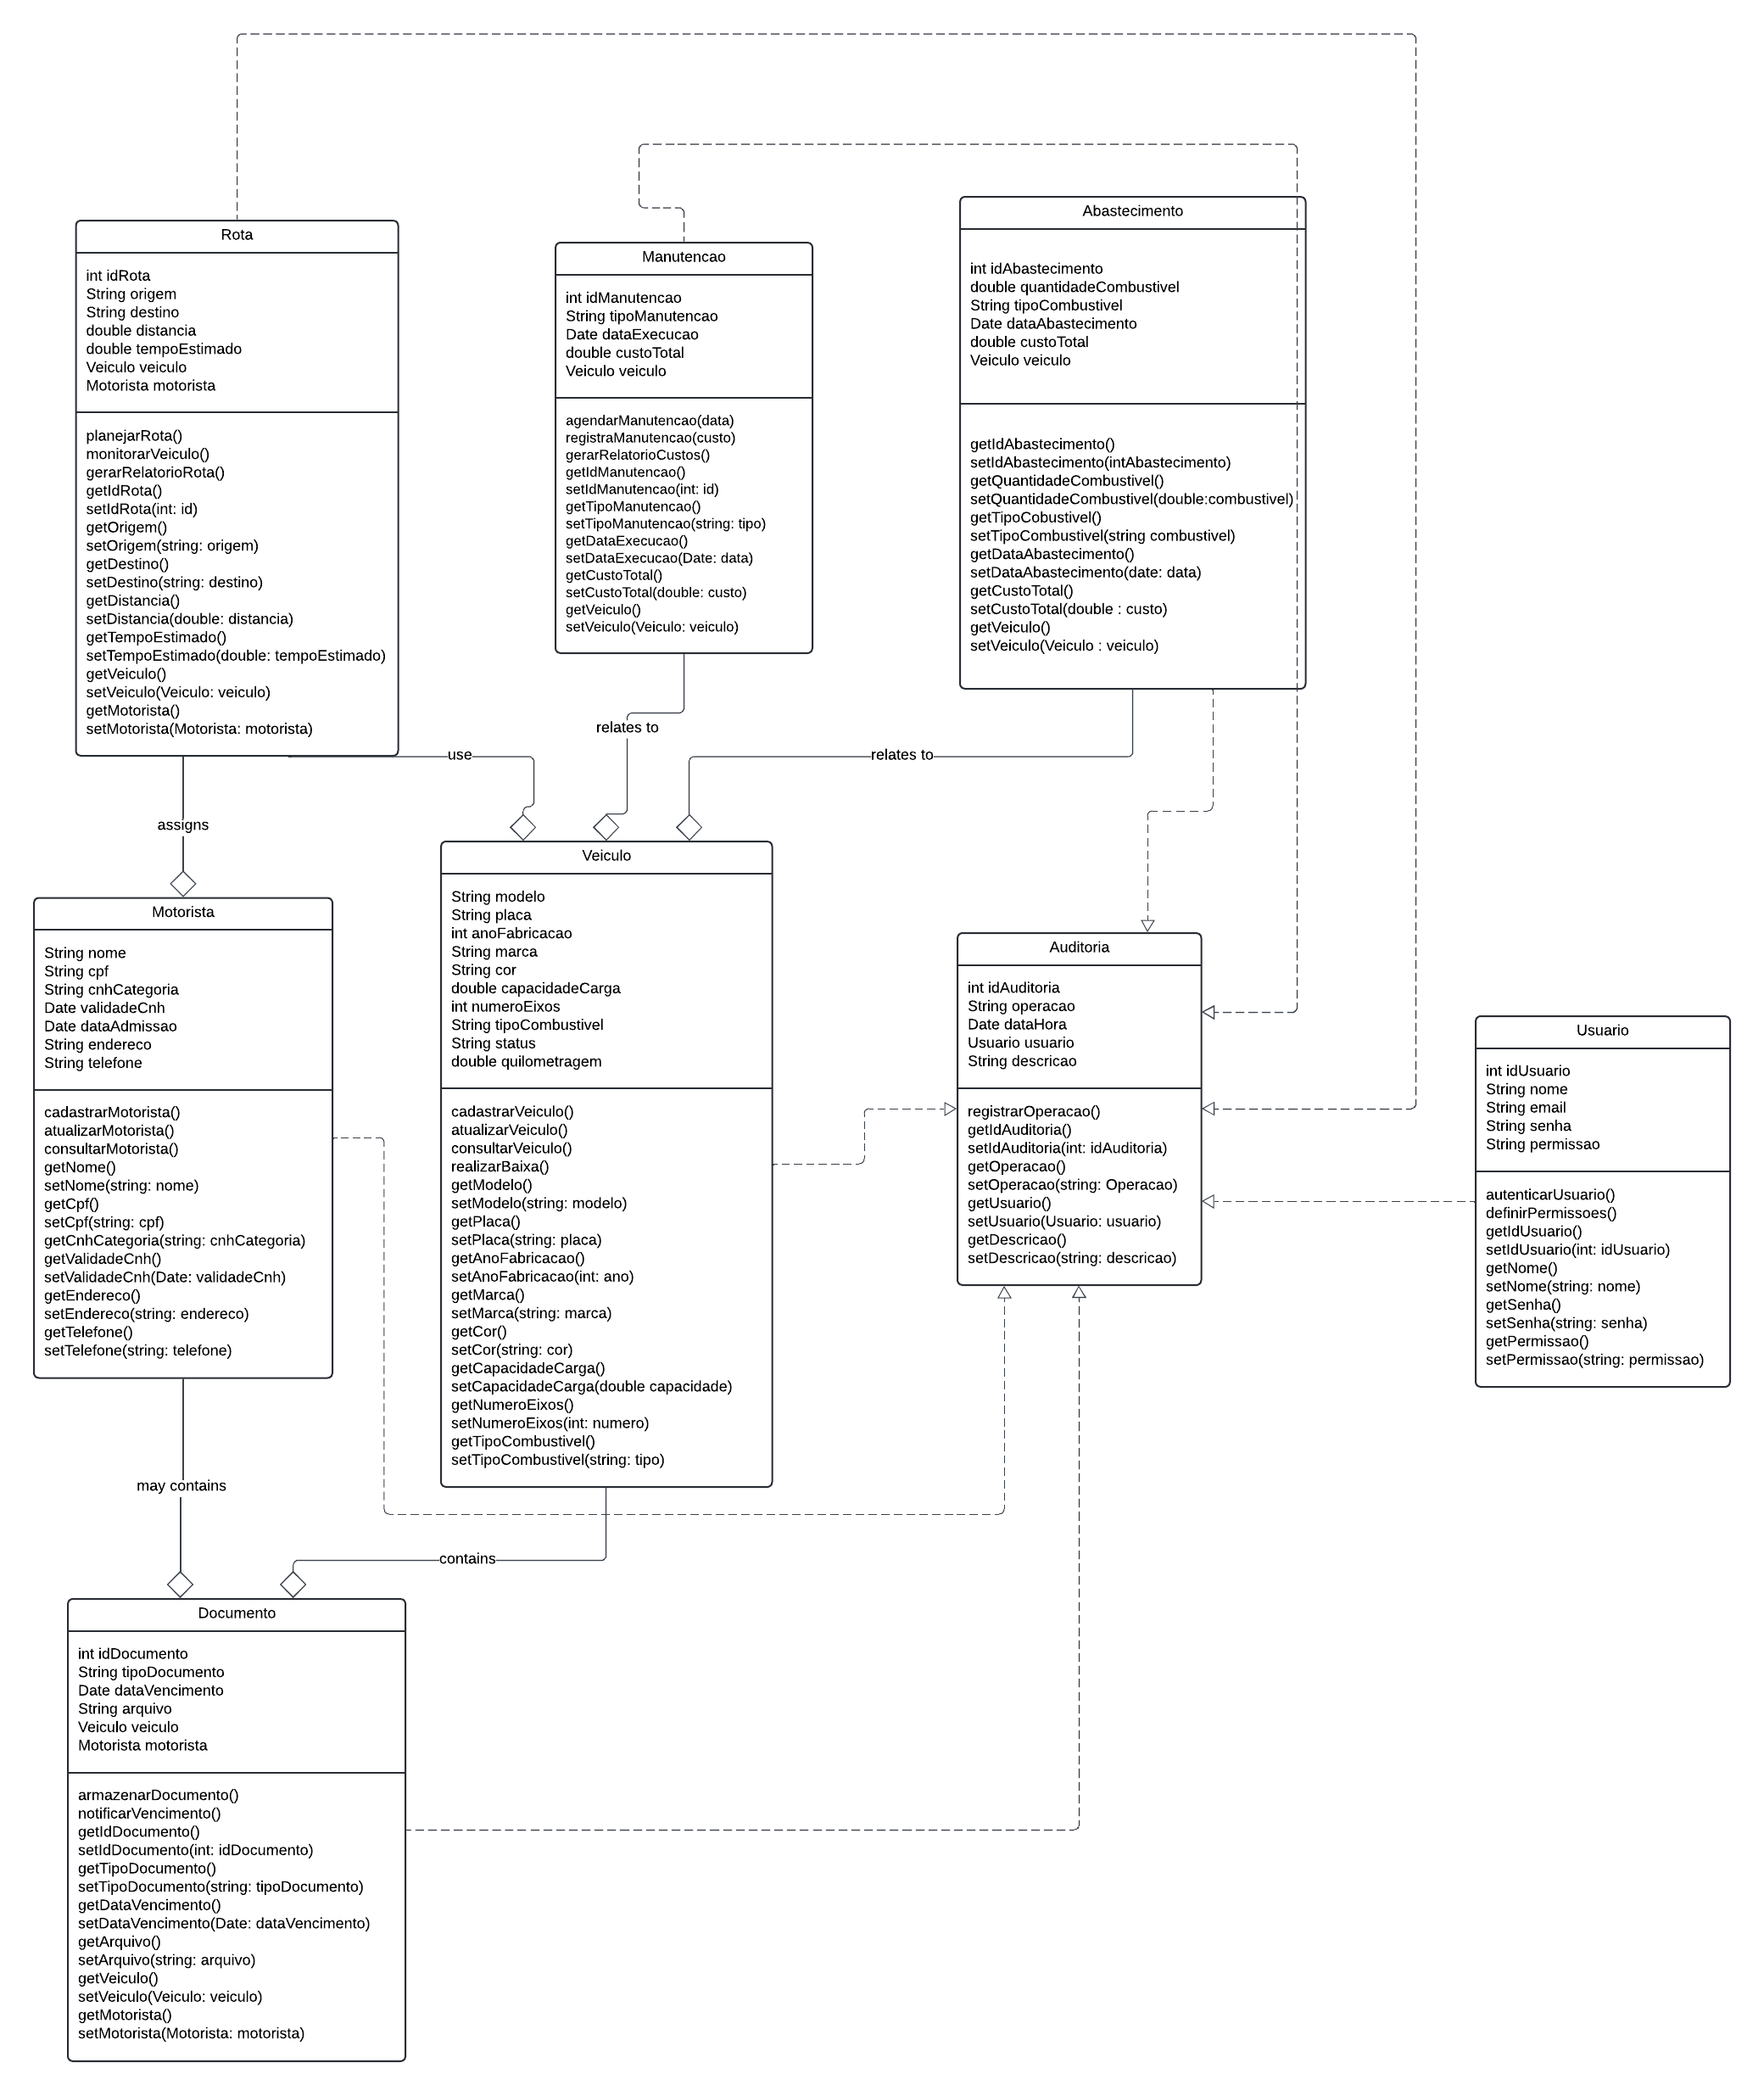 Rota
int idRota
String origem
String destino
double distancia
double tempoEstimado
Veiculo veiculo
Motorista motorista
planejarRota()
monitorarVeiculo()
gerarRelatorioRota()
getIdRota()
setIdRota(int: id)
getOrigem()
setOrigem(string: origem)
getDestino()
setDestino(string: destino)
getDistancia()
setDistancia(double: distancia)
getTempoEstimado()
setTempoEstimado(double: tempoEstimado)
getVeiculo()
setVeiculo(Veiculo: veiculo)
getMotorista()
setMotorista(Motorista: motorista)
Manutencao
int idManutencao
String tipoManutencao
Date dataExecucao
double custoTotal
Veiculo veiculo
agendarManutencao(data)
registraManutencao(custo)
gerarRelatorioCustos()
getIdManutencao()
setIdManutencao(int: id)
getTipoManutencao()
setTipoManutencao(string: tipo)
getDataExecucao()
setDataExecucao(Date: data)
getCustoTotal()
setCustoTotal(double: custo)
getVeiculo()
setVeiculo(Veiculo: veiculo)
Abastecimento
int idAbastecimento
double quantidadeCombustivel
String tipoCombustivel
Date dataAbastecimento
double custoTotal
Veiculo veiculo
getIdAbastecimento()
setIdAbastecimento(intAbastecimento)
getQuantidadeCombustivel()
setQuantidadeCombustivel(double:combustivel)
getTipoCobustivel()
setTipoCombustivel(string combustivel)
getDataAbastecimento()
setDataAbastecimento(date: data)
getCustoTotal()
setCustoTotal(double : custo)
getVeiculo()
setVeiculo(Veiculo : veiculo)
relates to
use
relates to
assigns
Motorista
String nome
String cpf
String cnhCategoria
Date validadeCnh
Date dataAdmissao
String endereco
String telefone
cadastrarMotorista()
atualizarMotorista()
consultarMotorista()
getNome()
setNome(string: nome)
getCpf()
setCpf(string: cpf)
getCnhCategoria(string: cnhCategoria)
getValidadeCnh()
setValidadeCnh(Date: validadeCnh)
getEndereco()
setEndereco(string: endereco)
getTelefone()
setTelefone(string: telefone)
Veiculo
String modelo
String placa
int anoFabricacao
String marca
String cor
double capacidadeCarga
int numeroEixos
String tipoCombustivel
String status
double quilometragem
cadastrarVeiculo()
atualizarVeiculo()
consultarVeiculo()
realizarBaixa()
getModelo()
setModelo(string: modelo)
getPlaca()
setPlaca(string: placa)
getAnoFabricacao()
setAnoFabricacao(int: ano)
getMarca()
setMarca(string: marca)
getCor()
setCor(string: cor)
getCapacidadeCarga()
setCapacidadeCarga(double capacidade)
getNumeroEixos()
setNumeroEixos(int: numero)
getTipoCombustivel()
setTipoCombustivel(string: tipo)
Auditoria
int idAuditoria
String operacao
Date dataHora
Usuario usuario
String descricao
registrarOperacao()
getIdAuditoria()
setIdAuditoria(int: idAuditoria)
getOperacao()
setOperacao(string: Operacao)
getUsuario()
setUsuario(Usuario: usuario)
getDescricao()
setDescricao(string: descricao)
Usuario
int idUsuario
String nome
String email
String senha
String permissao
autenticarUsuario()
definirPermissoes()
getIdUsuario()
setIdUsuario(int: idUsuario)
getNome()
setNome(string: nome)
getSenha()
setSenha(string: senha)
getPermissao()
setPermissao(string: permissao)
may contains
contains
Documento
int idDocumento
String tipoDocumento
Date dataVencimento
String arquivo
Veiculo veiculo
Motorista motorista
armazenarDocumento()
notificarVencimento()
getIdDocumento()
setIdDocumento(int: idDocumento)
getTipoDocumento()
setTipoDocumento(string: tipoDocumento)
getDataVencimento()
setDataVencimento(Date: dataVencimento)
getArquivo()
setArquivo(string: arquivo)
getVeiculo()
setVeiculo(Veiculo: veiculo)
getMotorista()
setMotorista(Motorista: motorista)